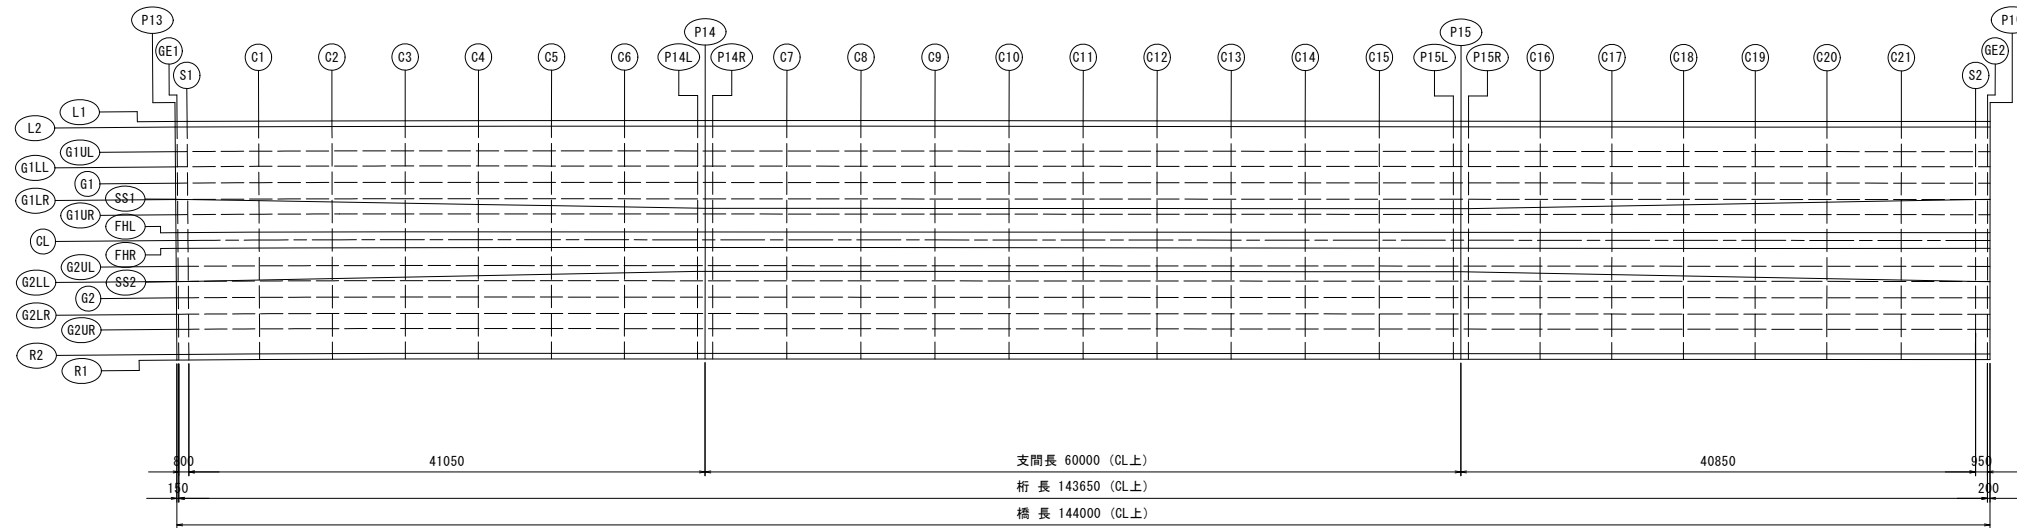 P13
GE1
S1
C1
C2
C3
C4
C5
C6
P14L
P14
P14R
C7
C8
C9
C10
C11
C12
C13
C14
C15
P15L
P15
P15R
C16
C17
C18
C19
C20
C21
S2
GE2
L1
L2
G1UL
G1LL
G1
G1LR
SS1
G1UR
FHL
CL
FHR
G2UL
G2LL
SS2
G2
G2LR
G2UR
R2
R1
800
41050
支間長 60000 (CL上)
40850
950
150
桁 長 143650 (CL上)
200
橋 長 144000 (CL上)